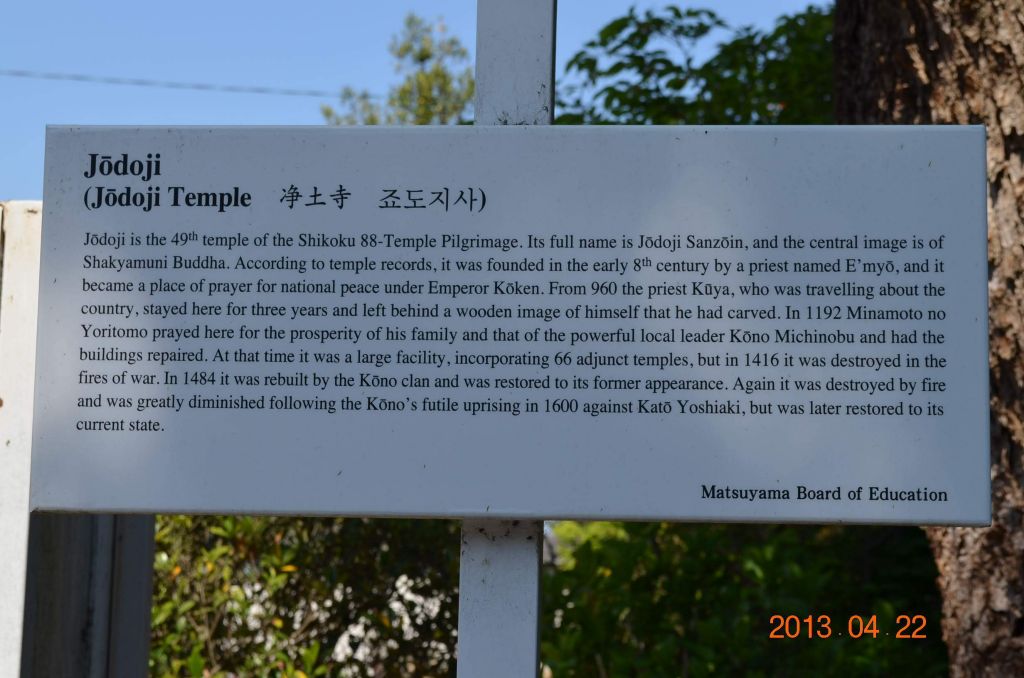 Jōdoji
(Jōdoji Temple 净土寺 죠도지사)
Jōdoji is the 49th temple of the Shikoku 88-Temple Pilgrimage. Its full name is Jōdoji Sanzōin, and the central image is of
Shakyamuni Buddha. According to temple records, it was founded in the early 8th century by a priest named E'myō, and it
became a place of prayer for national peace under Emperor Kōken. From 960 the priest Kūya, who was travelling about the
country, stayed here for three years and left behind a wooden image of himself that he had carved. In 1192 Minamoto no
Yoritomo prayed here for the prosperity of his family and that of the powerful local leader Kōno Michinobu and had the
buildings repaired. At that time it was a large facility, incorporating 66 adjunct temples, but in 1416 it was destroyed in the
fires of war. In 1484 it was rebuilt by the Kōno clan and was restored to its former appearance. Again it was destroyed by fire
and was greatly diminished following the Kōno's futile uprising in 1600 against Katō Yoshiaki, but was later restored to its
current state.
Matsuyama Board of Education
2013.04.22